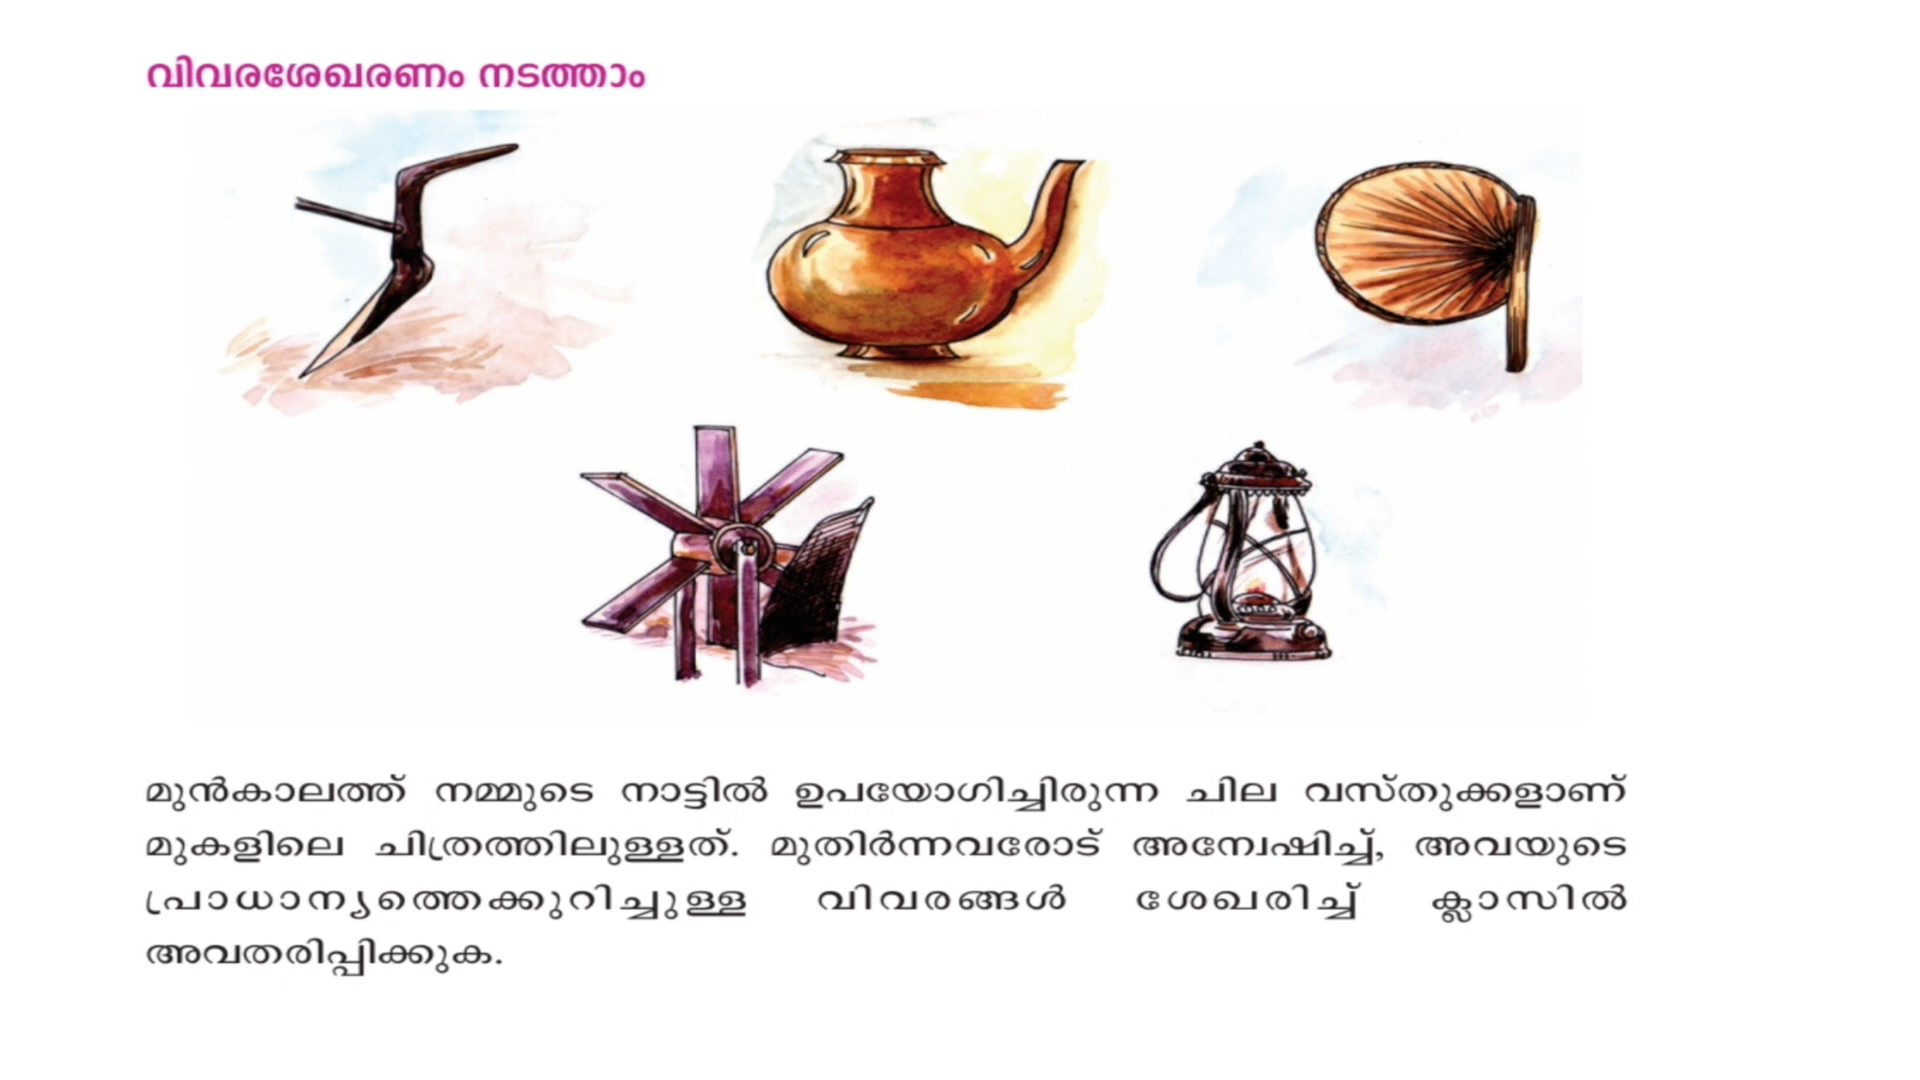 വിവരശേഖരണം നടത്താം
മുൻകാലത്ത് നമ്മുടെ നാട്ടിൽ ഉപയോഗിച്ചിരുന്ന ചില വസ്തുക്കളാണ്
മുകളിലെ ചിത്രത്തിലുള്ളത്. മുതിർന്നവരോട് അന്വേഷിച്ച്, അവയുടെ
പ്രാധാന്യത്തെക്കുറിച്ചുള്ള വിവരങ്ങൾ ശേഖരിച്ച് ക്ലാസിൽ
അവതരിപ്പിക്കുക.